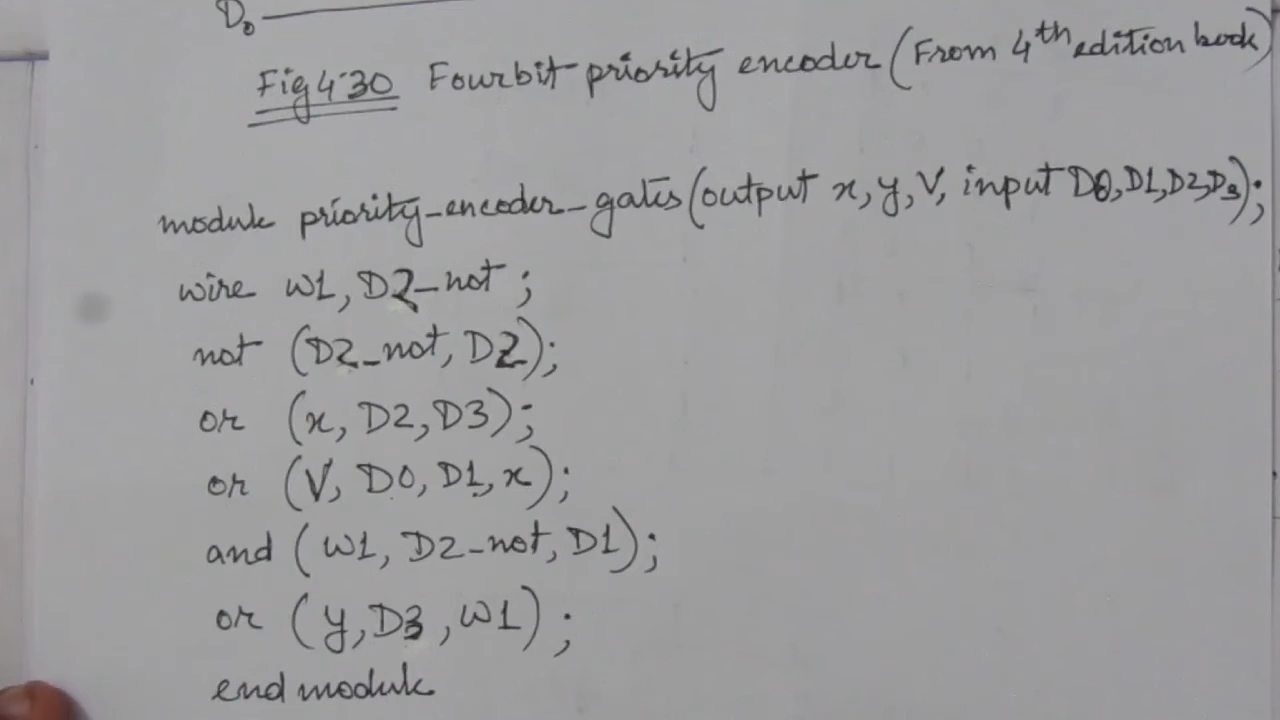 D0
Fig 4.30 Four bit priority encoder (From 4th edition book)
module priority_encoder_gates (output x, y, V, input D0, D1, D2, D3);
wire W1, D2_not ;
not (D2_not, D2);
or (x, D2, D3);
or (V, D0, D1, x);
and (W1, D2_not, D1);
or (y, D3, W1);
endmodule